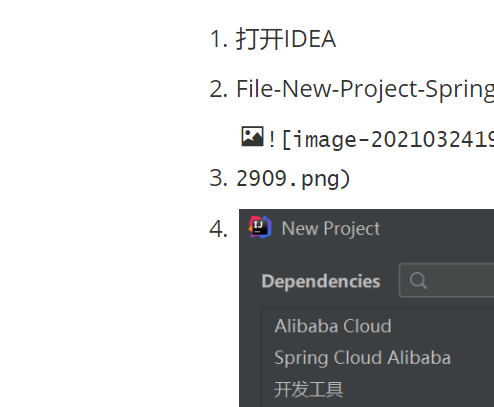 1. 打开IDEA
2. File-New-Project-Spring
![image-2021032419
3. 2909.png)
4.
New Project
Dependencies
Alibaba Cloud
Spring Cloud Alibaba
开发工具